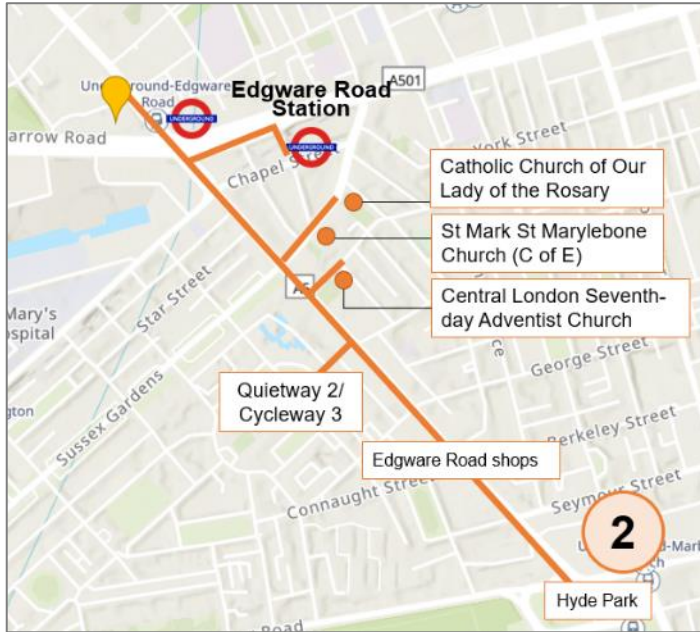 A501
Underground-Edgware
Road
Edgware Road
Station
UNDERGROUND
UNDERGROUND
arrow Road
York Street
Chapel Street
Catholic Church of Our
Lady of the Rosary
St Mark St Marylebone
Church (C of E)
Central London Seventh-
day Adventist Church
A5
Star Street
Mary's
ospital
George Street
Quietway 2/
Cycleway 3
Sussex Gardens
Berkeley Street
Edgware Road shops
Connaught Street
Seymour Street
2
Hyde Park
Road